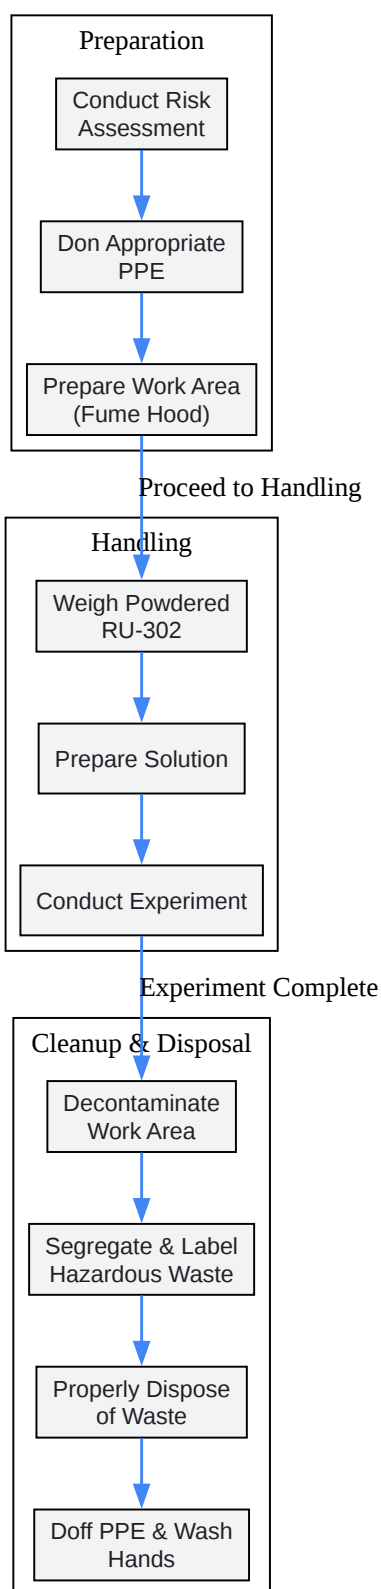 Preparation
Conduct Risk
Assessment
Don Appropriate
PPE
Prepare Work Area
(Fume Hood)
Proceed to Handling
Handling
Weigh Powdered
RU-302
Prepare Solution
Conduct Experiment
Experiment Complete
Cleanup & Disposal
Decontaminate
Work Area
Segregate & Label
Hazardous Waste
Properly Dispose
of Waste
Doff PPE & Wash
Hands